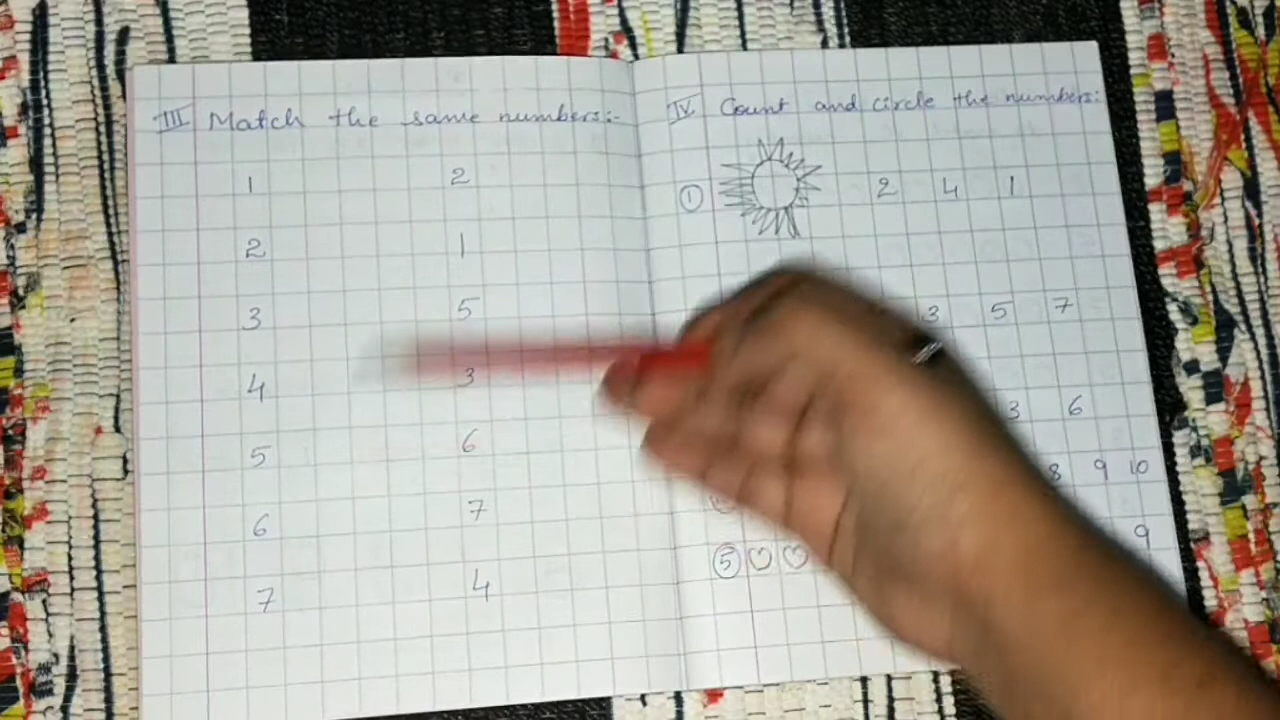 III Match the same numbers:-
1 2
2 1
3 5
4 3
5 6
6 7
7 4
IV Count and circle the numbers:
① 2 4 1
3 5 7
3 6
8 9 10
⑤ 9